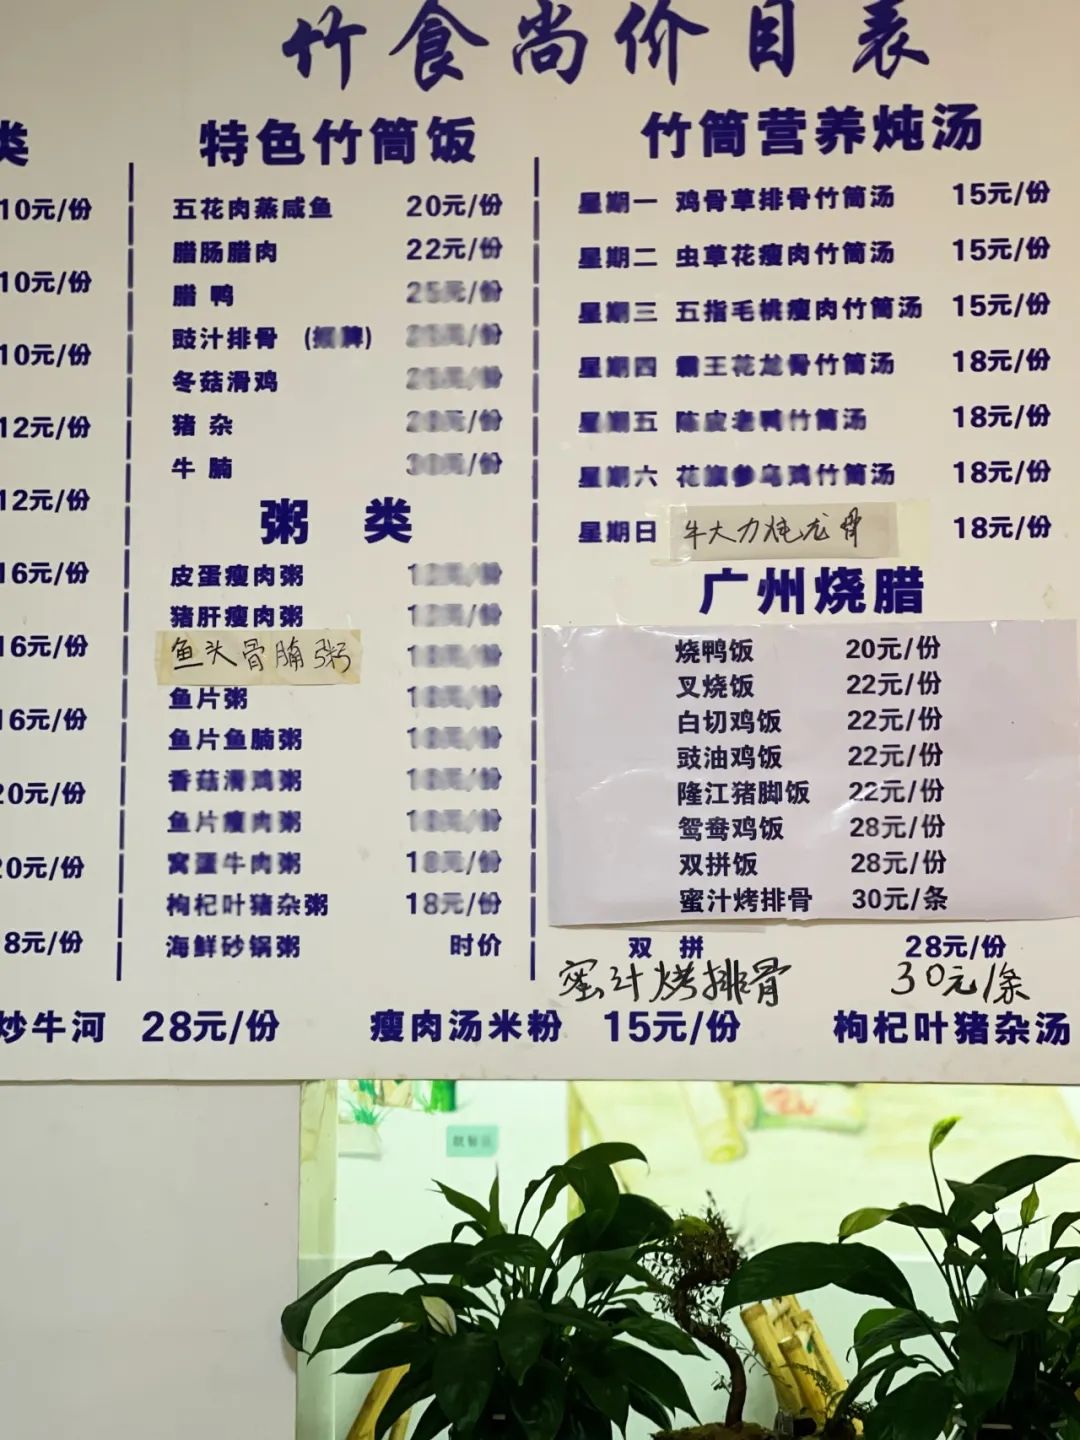 竹食尚价目表
类
10元/份
10元/份
10元/份
12元/份
12元/份
16元/份
16元/份
16元/份
20元/份
20元/份
8元/份
特色竹筒饭
五花肉蒸咸鱼 20元/份
腊肠腊肉 22元/份
腊鸭 25元/份
豉汁排骨
冬菇滑鸡
猪杂
牛腩
粥类
皮蛋瘦肉粥
猪肝瘦肉粥
鱼头骨腩粥
鱼片粥
鱼片鱼腩粥
香菇滑鸡粥
鱼片瘦肉粥
窝蛋牛肉粥 18元/份
枸杞叶猪杂粥 18元/份
海鲜砂锅粥 时价
竹筒营养炖汤
星期一 鸡骨草排骨竹筒汤 15元/份
星期二 虫草花瘦肉竹筒汤 15元/份
星期三 五指毛桃瘦肉竹筒汤 15元/份
星期四 霸王花龙骨竹筒汤 18元/份
星期五 陈皮老鸭竹筒汤 18元/份
星期六 花旗参乌鸡竹筒汤 18元/份
星期日 牛大力炖龙骨 18元/份
广州烧腊
烧鸭饭 20元/份
叉烧饭 22元/份
白切鸡饭 22元/份
豉油鸡饭 22元/份
隆江猪脚饭 22元/份
鸳鸯鸡饭 28元/份
双拼饭 28元/份
蜜汁烤排骨 30元/条
双拼 28元/份
蜜汁烤排骨 30元/条
炒牛河 28元/份 瘦肉汤米粉 15元/份 枸杞叶猪杂汤